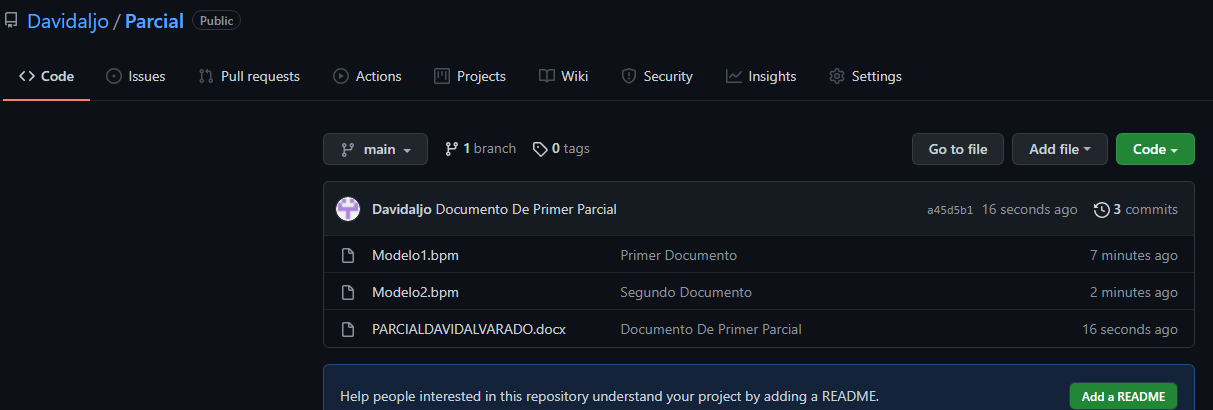 Davidaljo / Parcial Public
Code Issues Pull requests Actions Projects Wiki Security Insights Settings
main 1 branch 0 tags Go to file Add file Code
Davidaljo Documento De Primer Parcial a45d5b1 16 seconds ago 3 commits
Modelo1.bpm Primer Documento 7 minutes ago
Modelo2.bpm Segundo Documento 2 minutes ago
PARCIALDAVIDALVARADO.docx Documento De Primer Parcial 16 seconds ago
Help people interested in this repository understand your project by adding a README. Add a README